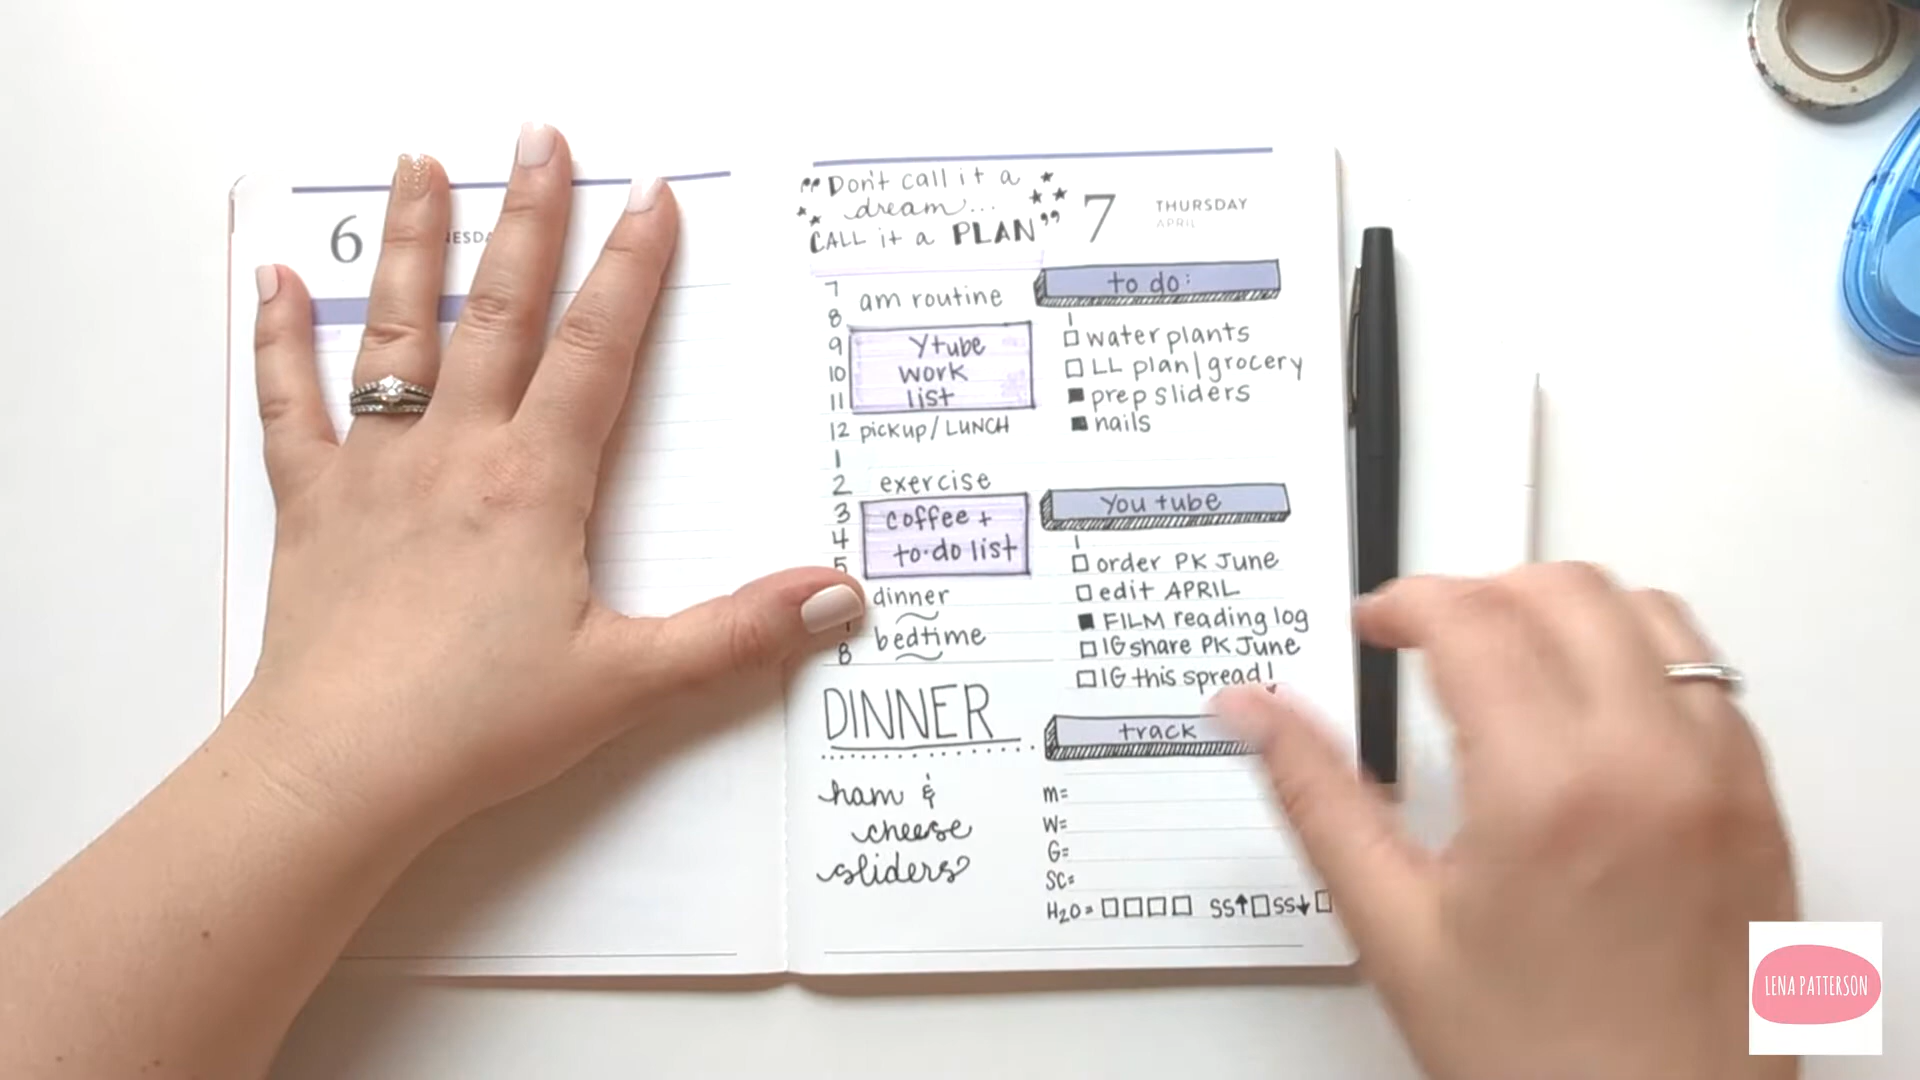 6
"Don't call it a
dream...
CALL it a PLAN"
7
THURSDAY
APRIL
7
am routine
8
9
Ytube
10
work
11
list
12 pickup/LUNCH
1
2 exercise
3
coffee +
4
to-do list
5
dinner
bedtime
8
DINNER
ham &
cheese
sliders
to do:
water plants
LL plan/grocery
prep sliders
nails
You tube
order PK June
edit APRIL
FILM reading log
IG share PK June
IG this spread!
track
M=
W=
G=
SC=
H2O= SS↑ SS↓
LENA PATTERSON